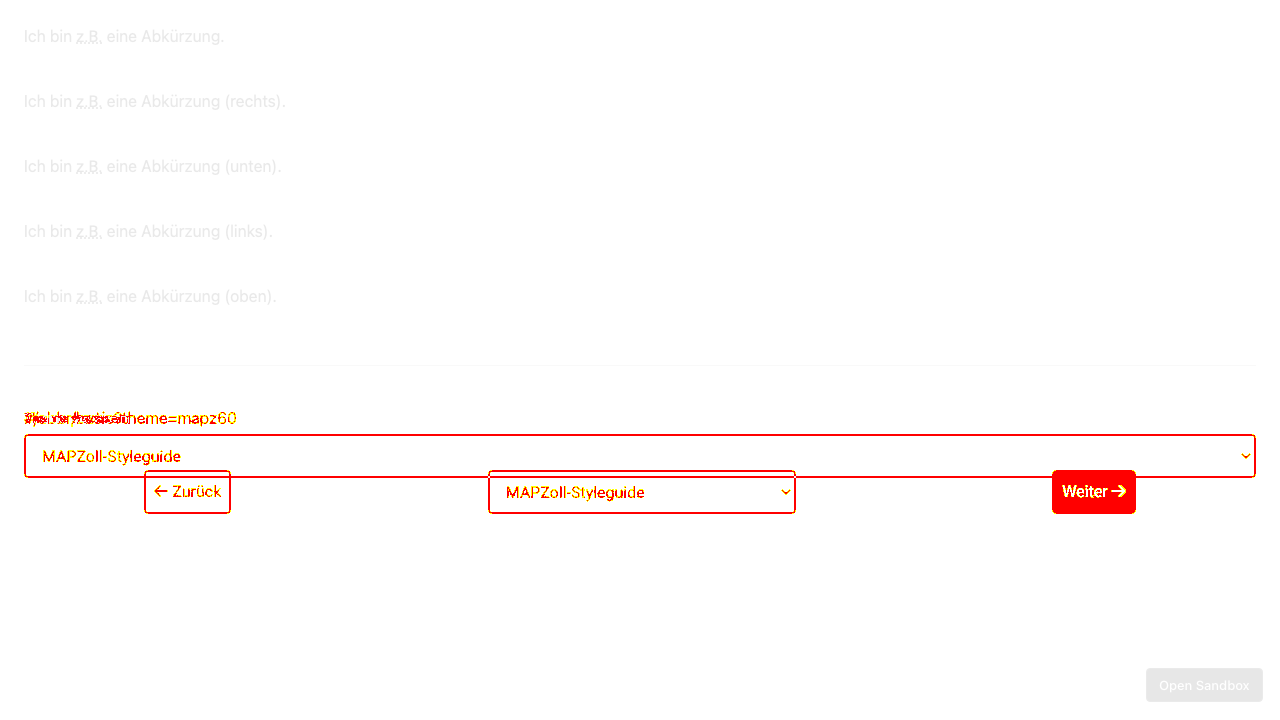 Ich bin z.B. eine Abkürzung.
Ich bin z.B. eine Abkürzung (rechts).
Ich bin z.B. eine Abkürzung (unten).
Ich bin z.B. eine Abkürzung (links).
Ich bin z.B. eine Abkürzung (oben).
theme=mapz60
MAPZoll-Styleguide
← Zurück
MAPZoll-Styleguide
Weiter →
Open Sandbox